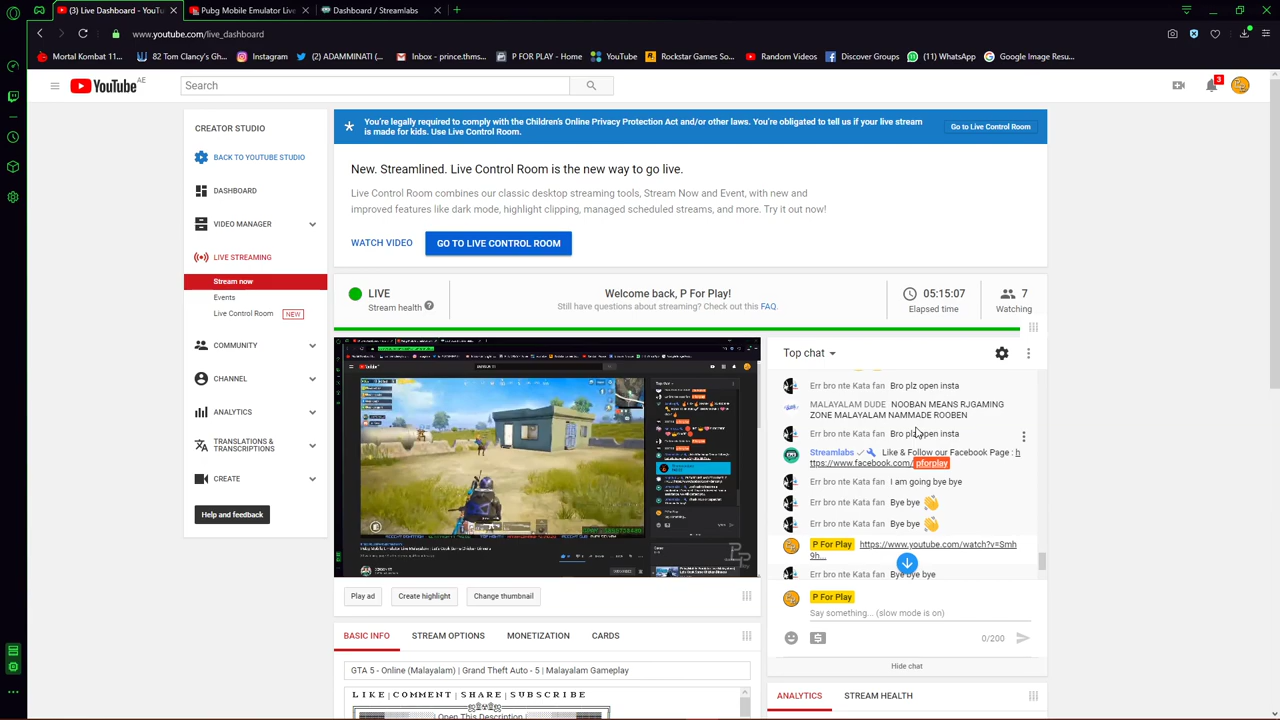 (3) Live Dashboard - YouTu
Pubg Mobile Emulator Live
Dashboard / Streamlabs
www.youtube.com/live_dashboard
Mortal Kombat 11...
82 Tom Clancy's Gh...
Instagram
(2) ADAMMINATI (...
Inbox - prince.thms...
P FOR PLAY - Home
YouTube
Rockstar Games So...
Random Videos
Discover Groups
(11) WhatsApp
Google Image Resu...
YouTube AE
Search
3
CREATOR STUDIO
BACK TO YOUTUBE STUDIO
DASHBOARD
VIDEO MANAGER
LIVE STREAMING
Stream now
Events
Live Control Room NEW
COMMUNITY
CHANNEL
ANALYTICS
TRANSLATIONS &
TRANSCRIPTIONS
CREATE
Help and feedback
You're legally required to comply with the Children's Online Privacy Protection Act and/or other laws. You're obligated to tell us if your live stream
is made for kids. Use Live Control Room.
Go to Live Control Room
New. Streamlined. Live Control Room is the new way to go live.
Live Control Room combines our classic desktop streaming tools, Stream Now and Event, with new and
improved features like dark mode, highlight clipping, managed scheduled streams, and more. Try it out now!
WATCH VIDEO
GO TO LIVE CONTROL ROOM
LIVE
Stream health
Welcome back, P For Play!
Still have questions about streaming? Check out this FAQ.
05:15:07
Elapsed time
7
Watching
Play ad
Create highlight
Change thumbnail
BASIC INFO
STREAM OPTIONS
MONETIZATION
CARDS
GTA 5 - Online (Malayalam) | Grand Theft Auto - 5 | Malayalam Gameplay
L I K E | C O M M E N T | S H A R E | S U B S C R I B E
Open This Description
Top chat
Err bro nte Kata fan Bro plz open insta
MALAYALAM DUDE NOOBAN MEANS RJGAMING
ZONE MALAYALAM NAMMADE ROOBEN
Err bro nte Kata fan Bro plz open insta
Streamlabs Like & Follow our Facebook Page : h
ttps://www.facebook.com/pforplay
Err bro nte Kata fan I am going bye bye
Err bro nte Kata fan Bye bye 👋
Err bro nte Kata fan Bye bye 👋
P For Play https://www.youtube.com/watch?v=Smh
9h...
Err bro nte Kata fan Bye bye bye
P For Play
Say something... (slow mode is on)
0/200
Hide chat
ANALYTICS
STREAM HEALTH